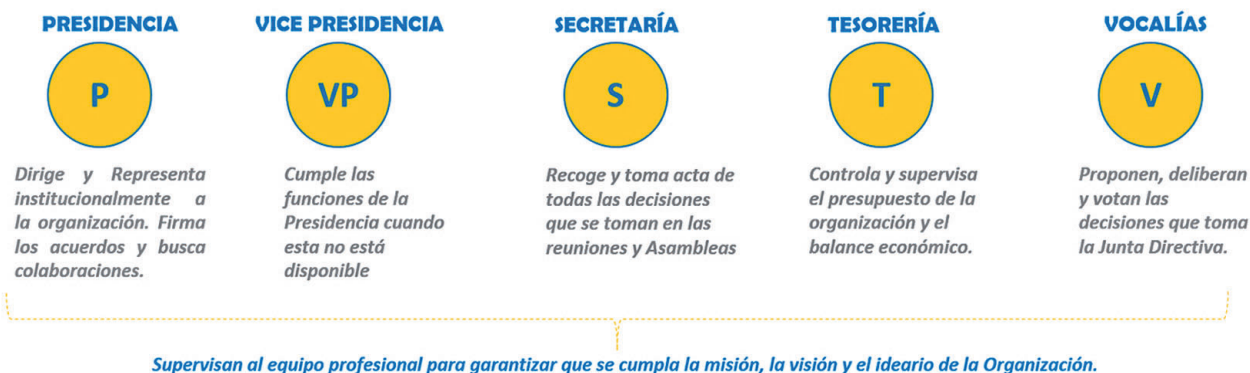 PRESIDENCIA
P
Dirige y Representa
institucionalmente a
la organización. Firma
los acuerdos y busca
colaboraciones.
VICE PRESIDENCIA
VP
Cumple las
funciones de la
Presidencia cuando
esta no está
disponible
SECRETARÍA
S
Recoge y toma acta de
todas las decisiones
que se toman en las
reuniones y Asambleas
TESORERÍA
T
Controla y supervisa
el presupuesto de la
organización y el
balance económico.
VOCALÍAS
V
Proponen, deliberan
y votan las
decisiones que toma
la Junta Directiva.
Supervisan al equipo profesional para garantizar que se cumpla la misión, la visión y el ideario de la Organización.